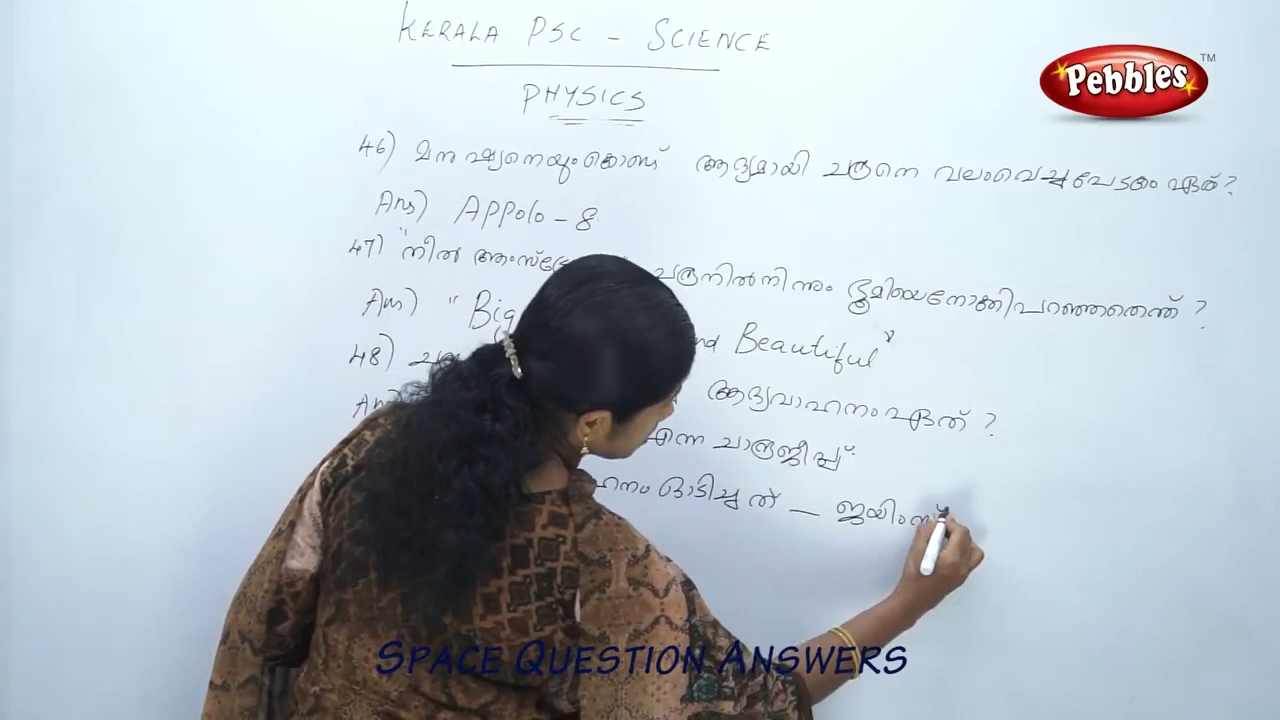 KERALA PSC - SCIENCE
PHYSICS
Pebbles TM
46) മനുഷ്യനെയുംകൊണ്ട് ആദ്യമായി ചന്ദ്രനെ വലംവെച്ച പേടകം ഏത്?
Ans) APPolo - 8
47) "നീൽ ചന്ദ്രനിൽനിന്നും ഭൂമിയെനോക്കിപറഞ്ഞതെന്ത്?
Ans) " Big Beautiful"
48) ആദ്യവാഹനം ഏത്?
എന്ന ചാന്ദ്രജീപ്പ്
ഓടിച്ചത് - ജയിംസ്
SPACE QUESTION ANSWERS